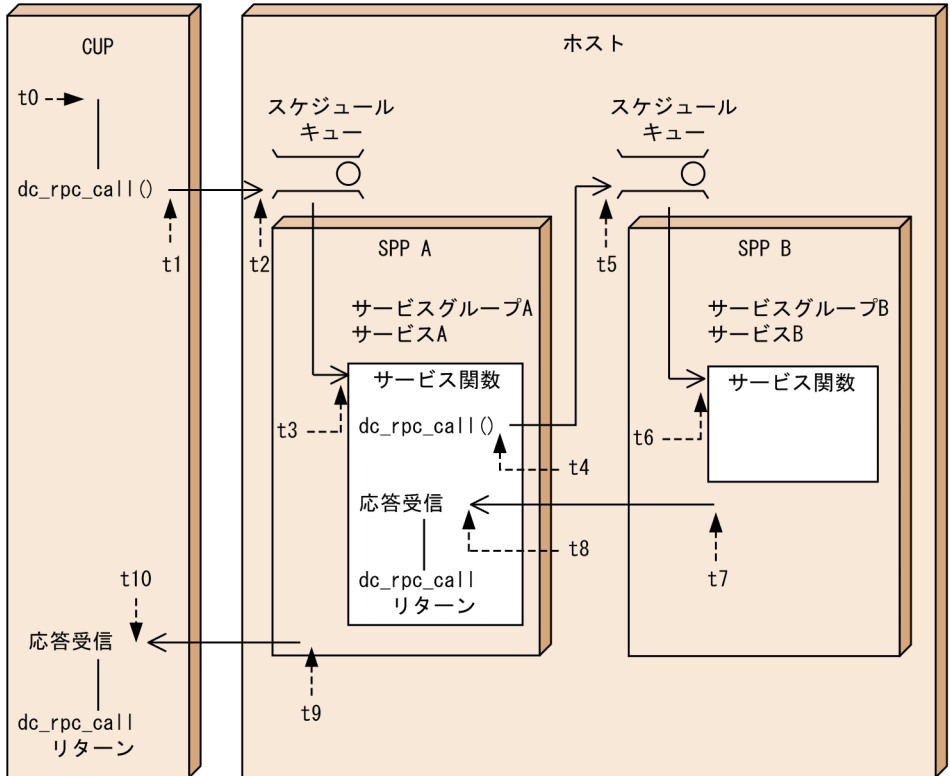 CUP
ホスト
t0
スケジュール
キュー
スケジュール
キュー
dc_rpc_call()
t1
t2
t5
SPP A
SPP B
サービスグループA
サービスA
サービスグループB
サービスB
サービス関数
サービス関数
dc_rpc_call()
t3
t6
t4
応答受信
t8
t7
dc_rpc_call
リターン
t10
応答受信
t9
dc_rpc_call
リターン